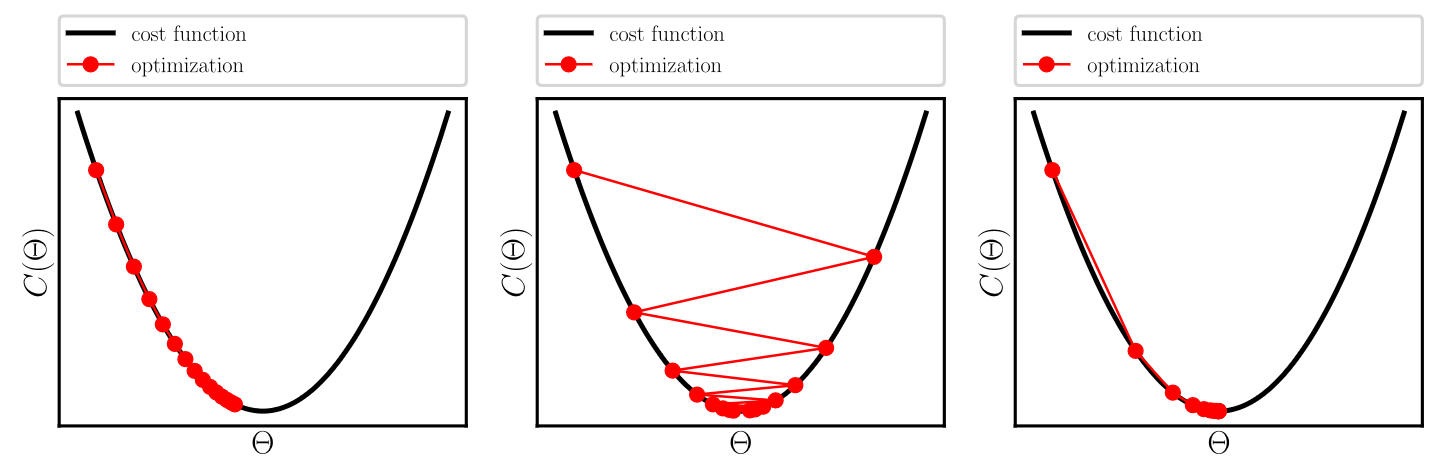 cost function
optimization
C(Θ)
Θ
cost function
optimization
C(Θ)
Θ
cost function
optimization
C(Θ)
Θ